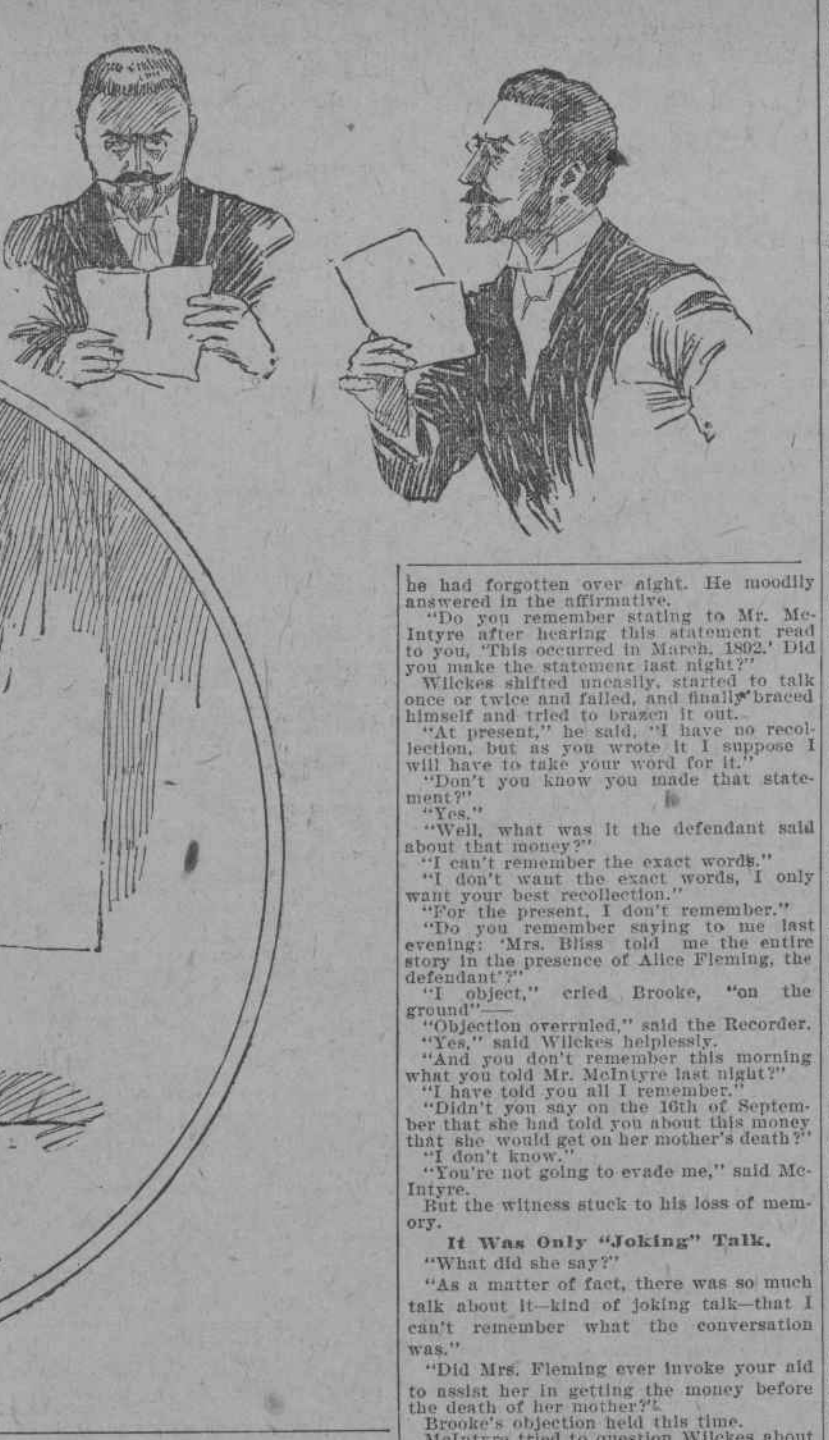 he had forgotten over night. He moodily
answered in the affirmative.
"Do you remember stating to Mr. Mc-
Intyre after hearing this statement read
to you, 'This occurred in March, 1892.' Did
you make the statement last night?"
Wilckes shifted uneasily, started to talk
once or twice and failed, and finally braced
himself and tried to brazen it out.
"At present," he said, "I have no recol-
lection, but as you wrote it I suppose I
will have to take your word for it."
"Don't you know you made that state-
ment?"
"Yes."
"Well, what was it the defendant said
about that money?"
"I can't remember the exact words."
"I don't want the exact words, I only
want your best recollection."
"For the present, I don't remember."
"Do you remember saying to me last
evening: 'Mrs. Bliss told me the entire
story in the presence of Alice Fleming, the
defendant'?"
"I object," cried Brooke, "on the
ground"——
"Objection overruled," said the Recorder.
"Yes," said Wilckes helplessly.
"And you don't remember this morning
what you told Mr. McIntyre last night?"
"I have told you all I remember."
"Didn't you say on the 16th of Septem-
ber that she had told you about this money
that she would get on her mother's death?"
"I don't know."
"You're not going to evade me," said Mc-
Intyre.
But the witness stuck to his loss of mem-
ory.
It Was Only "Joking" Talk.
"What did she say?"
"As a matter of fact, there was so much
talk about it—kind of joking talk—that I
can't remember what the conversation
was."
"Did Mrs. Fleming ever invoke your aid
to assist her in getting the money before
the death of her mother?"
Brooke's objection held this time.
McIntyre tried to question Wilckes about